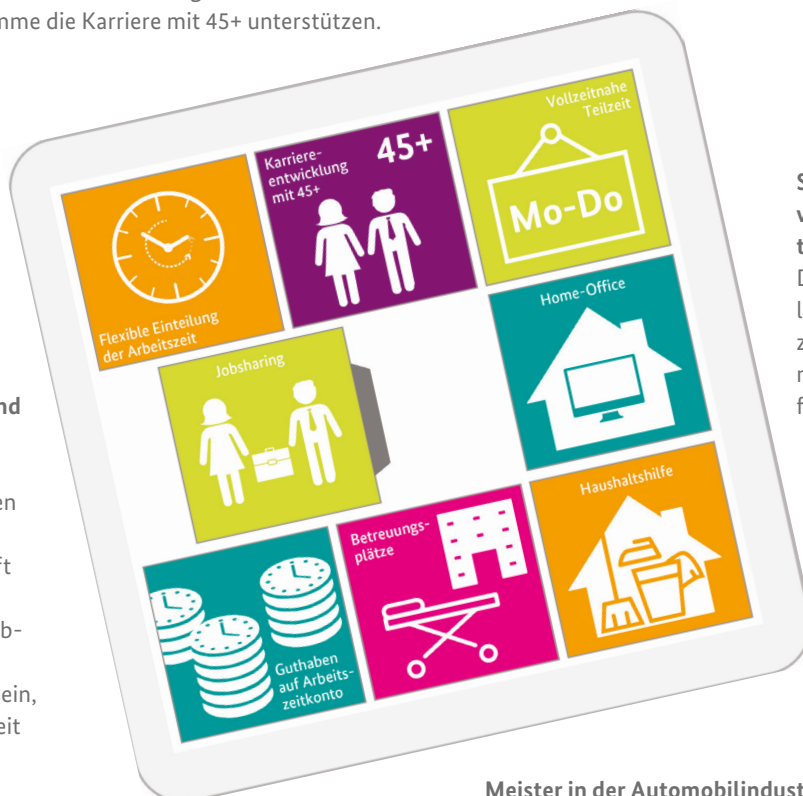 mme die Karriere mit 45+ unterstützen.
Flexible Einteilung
der Arbeitszeit
Karriere-
entwicklung
mit 45+
45+
Vollzeitnahe
Teilzeit
Mo-Do
Jobsharing
Home-Office
Guthaben
auf Arbeits-
zeitkonto
Betreuungs-
plätze
Haushaltshilfe
nd
en
ft
b-
ein,
eit
S
v
t
D
l
z
r
f
Meister in der Automobilindust